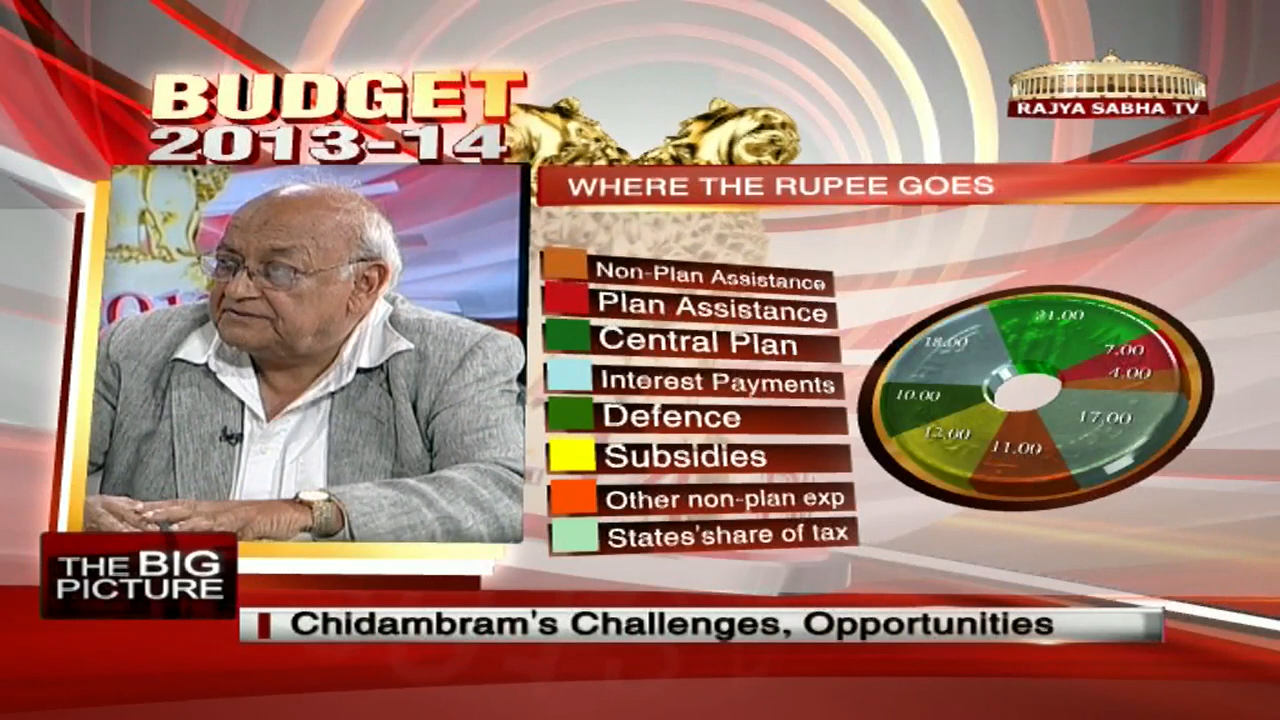 BUDGET
2013-14
RAJYA SABHA TV
WHERE THE RUPEE GOES
Non-Plan Assistance
Plan Assistance
Central Plan
Interest Payments
Defence
Subsidies
Other non-plan exp
States'share of tax
21.00
7.00
4.00
18.00
10.00
17.00
12.00
11.00
THE BIG
PICTURE
Chidambram's Challenges, Opportunities